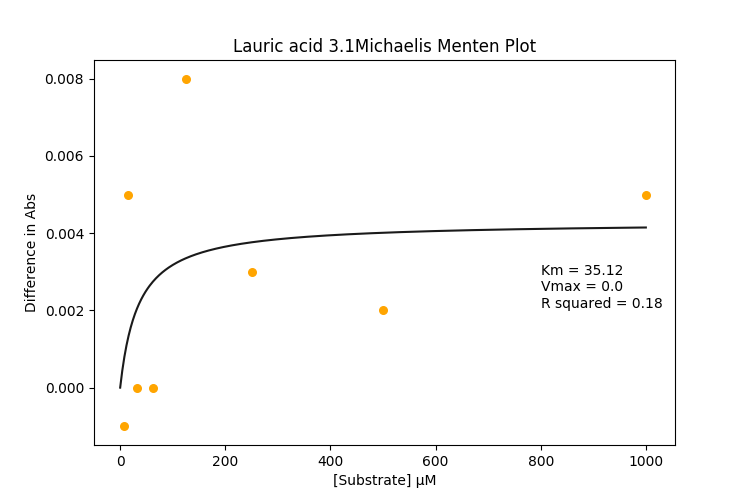 Lauric acid 3.1Michaelis Menten Plot
Difference in Abs
0.008
0.006
0.004
0.002
0.000
Km = 35.12
Vmax = 0.0
R squared = 0.18
0 200 400 600 800 1000
[Substrate] μM